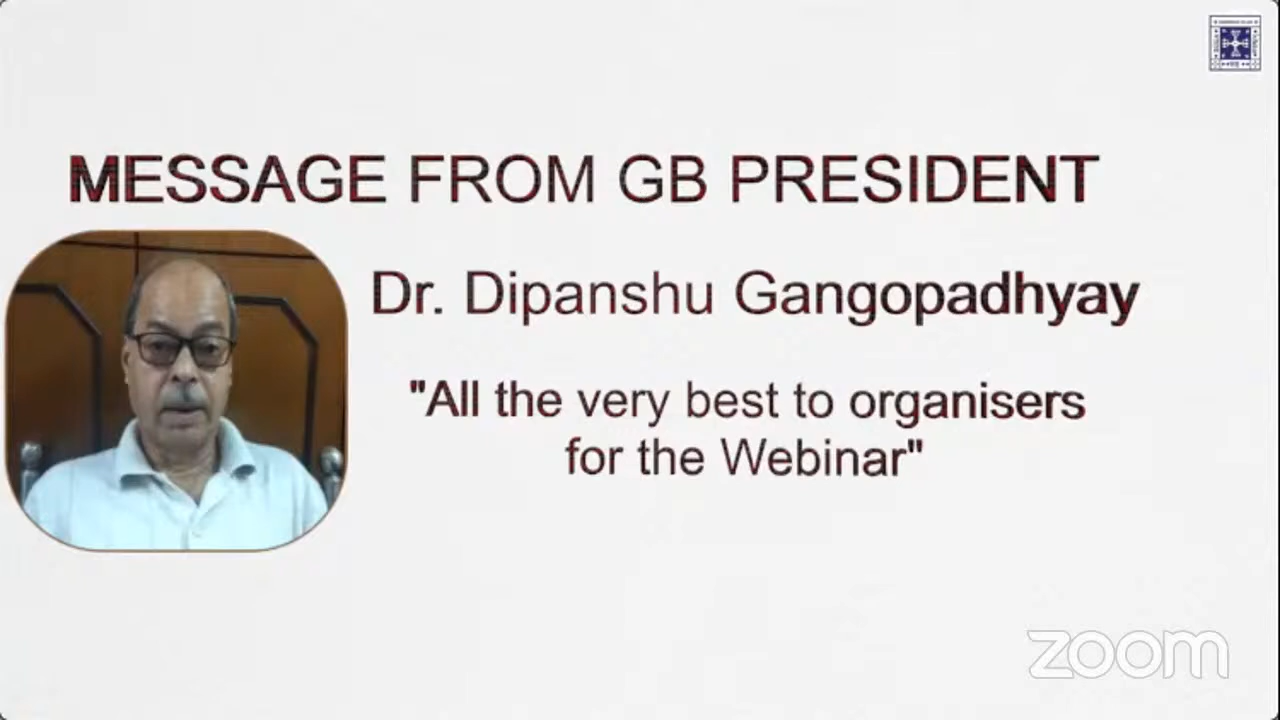 MESSAGE FROM GB PRESIDENT
Dr. Dipanshu Gangopadhyay
"All the very best to organisers
for the Webinar"
zoom